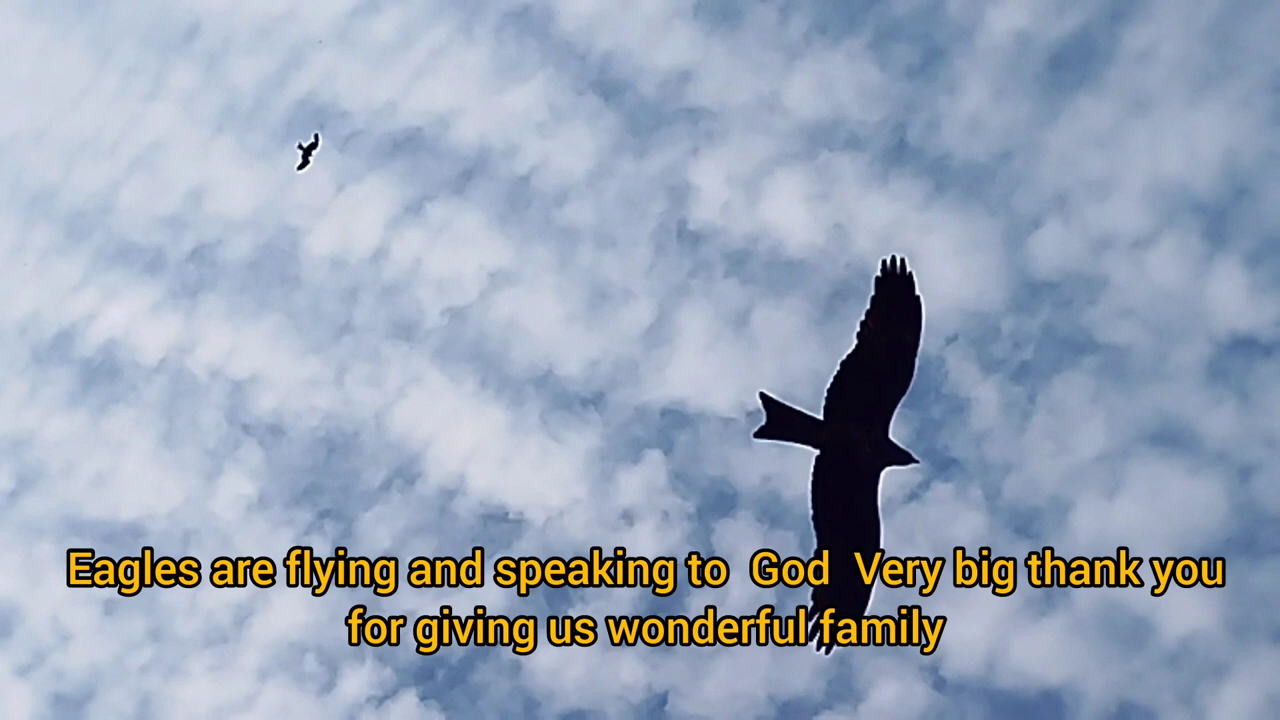 Eagles are flying and speaking to God Very big thank you
for giving us wonderful family